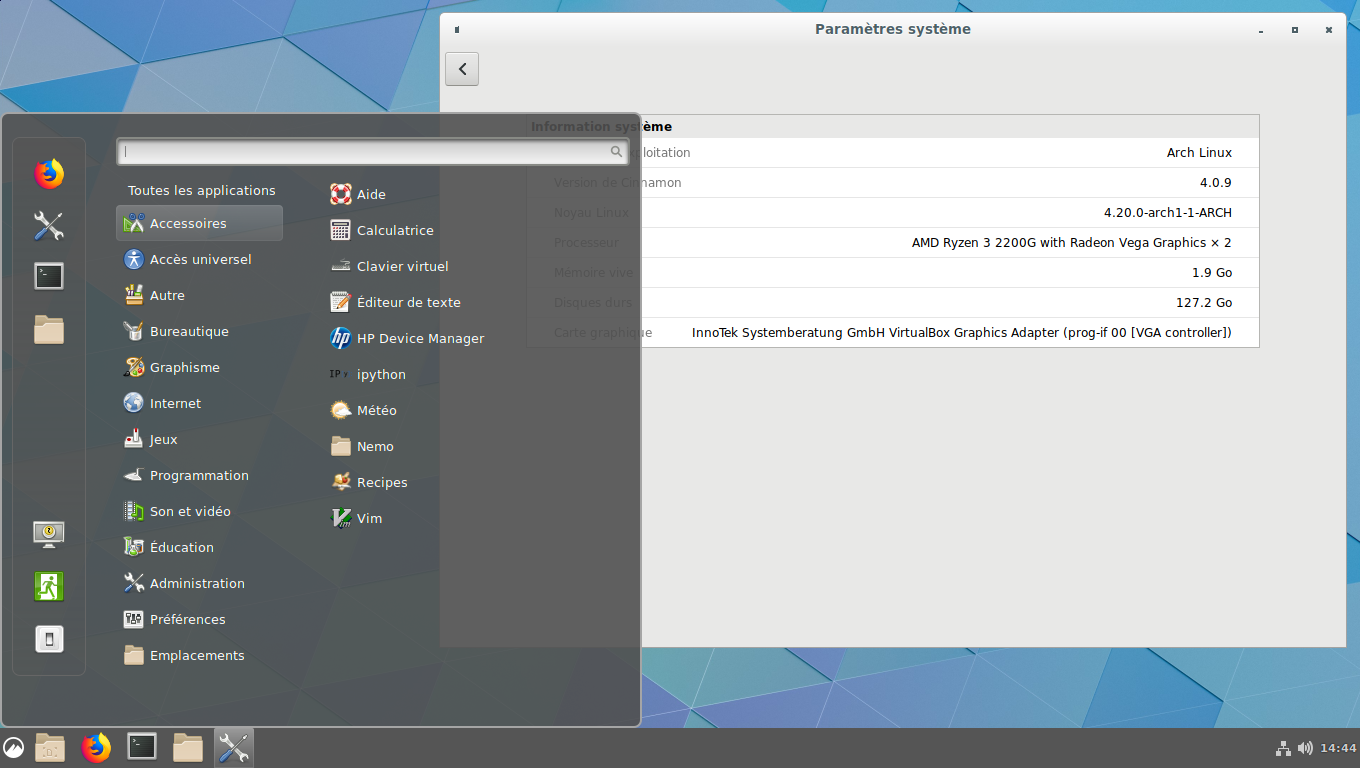 Paramètres système
Information système
exploitation Arch Linux
Version de Cinnamon 4.0.9
Noyau Linux 4.20.0-arch1-1-ARCH
Processeur AMD Ryzen 3 2200G with Radeon Vega Graphics × 2
Mémoire vive 1.9 Go
Disques durs 127.2 Go
Carte graphique InnoTek Systemberatung GmbH VirtualBox Graphics Adapter (prog-if 00 [VGA controller])
Toutes les applications
Accessoires
Accès universel
Autre
Bureautique
Graphisme
Internet
Jeux
Programmation
Son et vidéo
Éducation
Administration
Préférences
Emplacements
Aide
Calculatrice
Clavier virtuel
Éditeur de texte
hp HP Device Manager
IPy ipython
Météo
Nemo
Recipes
Vim
14:44